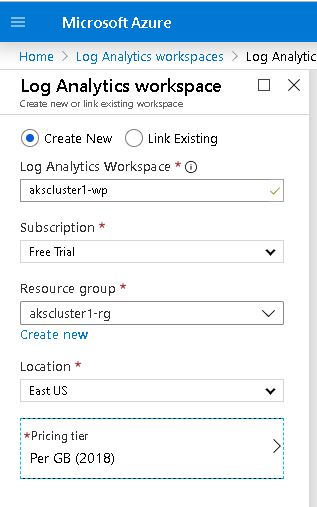 Microsoft Azure
Home > Log Analytics workspaces > Log Analytic
Log Analytics workspace
Create new or link existing workspace
Create New Link Existing
Log Analytics Workspace *
akscluster1-wp
Subscription *
Free Trial
Resource group *
akscluster1-rg
Create new
Location *
East US
*Pricing tier
Per GB (2018)